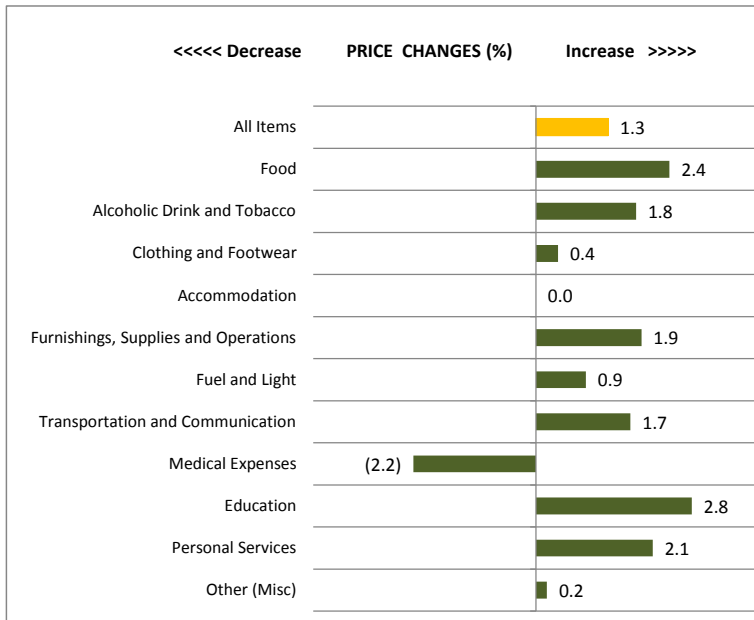 <<<<< Decrease PRICE CHANGES (%) Increase >>>>>
All Items 1.3
Food 2.4
Alcoholic Drink and Tobacco 1.8
Clothing and Footwear 0.4
Accommodation 0.0
Furnishings, Supplies and Operations 1.9
Fuel and Light 0.9
Transportation and Communication 1.7
Medical Expenses (2.2)
Education 2.8
Personal Services 2.1
Other (Misc) 0.2